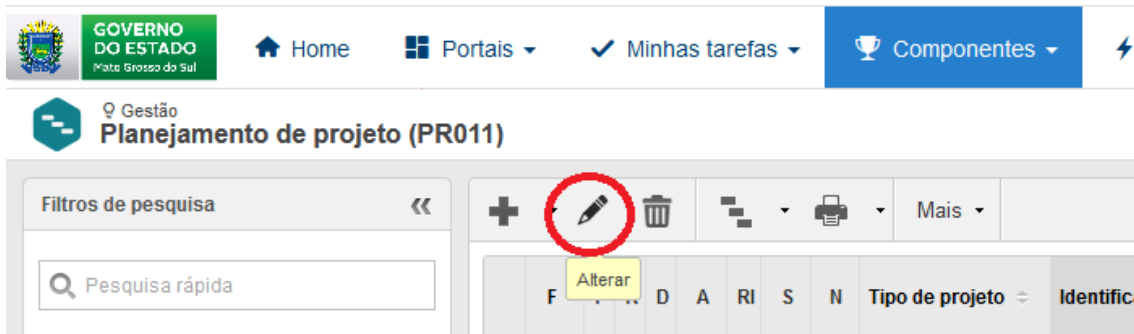 GOVERNO
DO ESTADO
Mato Grosso do Sul
Home Portais Minhas tarefas Componentes
Gestão
Planejamento de projeto (PR011)
Filtros de pesquisa
Mais
Pesquisa rápida
Alterar
F D A RI S N Tipo de projeto Identific